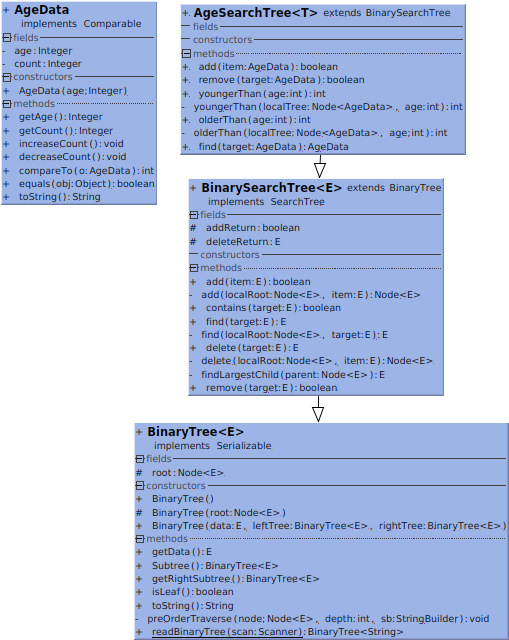 + AgeData
implements Comparable
fields
- age:Integer
- count:Integer
constructors
+ AgeData(age;Integer)
methods
+ getAge():Integer
+ getCount():Integer
+ increaseCount():void
+ decreaseCount():void
+ compareTo(o:AgeData):int
+ equals(obj:Object):boolean
+ toString():String
+ AgeSearchTree<T> extends BinarySearchTree
fields
constructors
methods
+ add(item:AgeData):boolean
+ remove(target:AgeData):boolean
+ youngerThan(age:int):int
- youngerThan(localTree:Node<AgeData>, age:int):int
+ olderThan(age:int):int
- olderThan(localTree:Node<AgeData>, age;int):int
+ find(target:AgeData):AgeData
+ BinarySearchTree<E> extends BinaryTree
implements SearchTree
fields
# addReturn:boolean
# deleteReturn:E
constructors
methods
+ add(item:E):boolean
- add(localRoot:Node<E>, item:E):Node<E>
+ contains(target:E):boolean
+ find(target:E):E
- find(localRoot:Node<E>, target:E):E
+ delete(target:E):E
- delete(localRoot:Node<E>, item:E):Node<E>
- findLargestChild(parent:Node<E>):E
+ remove(target:E):boolean
+ BinaryTree<E>
implements Serializable
fields
# root:Node<E>
constructors
+ BinaryTree()
# BinaryTree(root:Node<E>)
+ BinaryTree(data:E, leftTree:BinaryTree<E>, rightTree:BinaryTree<E>)
methods
+ getData():E
+ Subtree():BinaryTree<E>
+ getRightSubtree():BinaryTree<E>
+ isLeaf():boolean
+ toString():String
- preOrderTraverse(node;Node<E>, depth:int, sb:StringBuilder):void
+ readBinaryTree(scan:Scanner):BinaryTree<String>